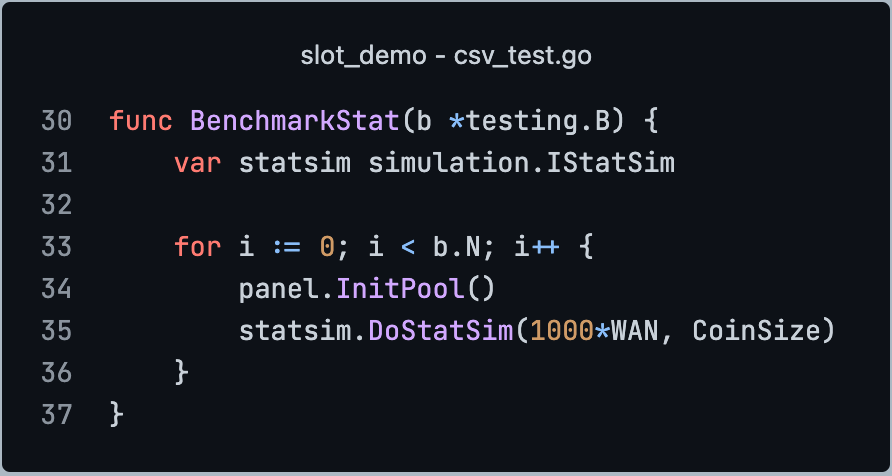 slot_demo - csv_test.go
30 func BenchmarkStat(b *testing.B) {
31     var statsim simulation.IStatSim
32
33     for i := 0; i < b.N; i++ {
34         panel.InitPool()
35         statsim.DoStatSim(1000*WAN, CoinSize)
36     }
37 }